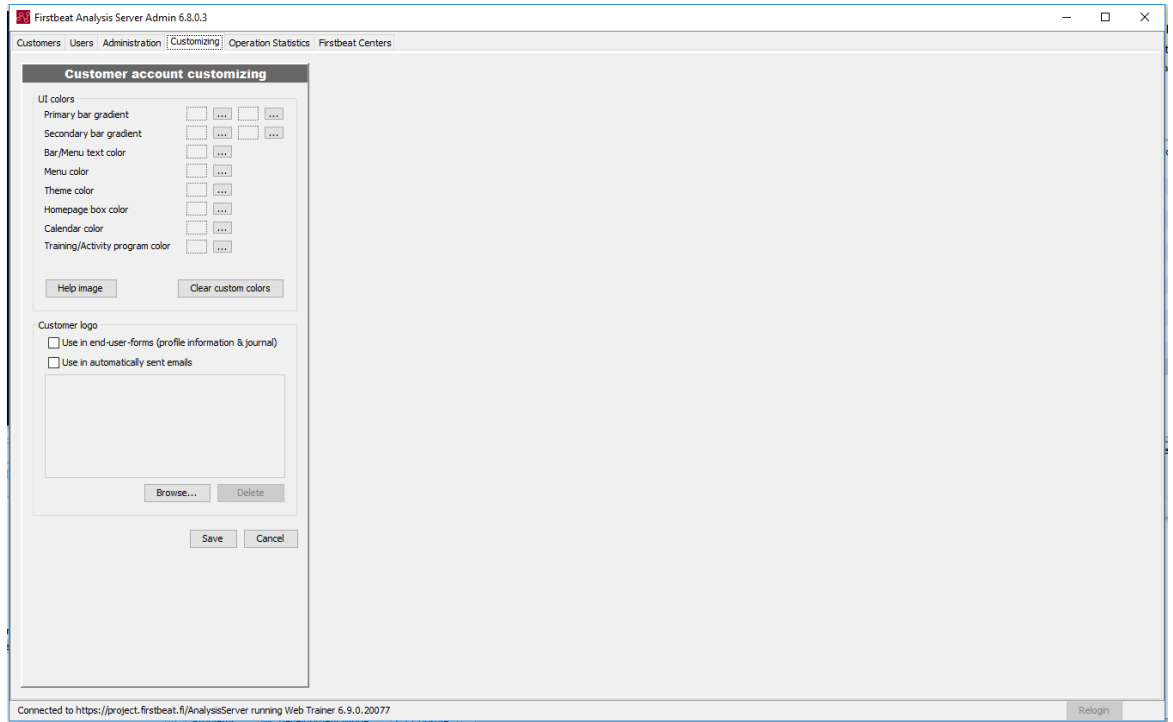 Firstbeat Analysis Server Admin 6.8.0.3
Customers Users Administration Customizing Operation Statistics Firstbeat Centers
Customer account customizing
UI colors
Primary bar gradient ... ...
Secondary bar gradient ... ...
Bar/Menu text color ...
Menu color ...
Theme color ...
Homepage box color ...
Calendar color ...
Training/Activity program color ...
Help image Clear custom colors
Customer logo
Use in end-user-forms (profile information & journal)
Use in automatically sent emails
Browse... Delete
Save Cancel
Connected to https://project.firstbeat.fi/AnalysisServer running Web Trainer 6.9.0.20077 Relogin